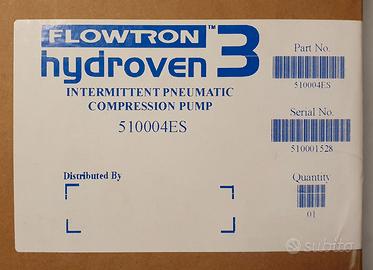 FLOWTRON™
hydroven 3
INTERMITTENT PNEUMATIC
COMPRESSION PUMP
510004ES
Distributed By
Part No.
510004ES
Serial No.
510001528
Quantity
01
subito